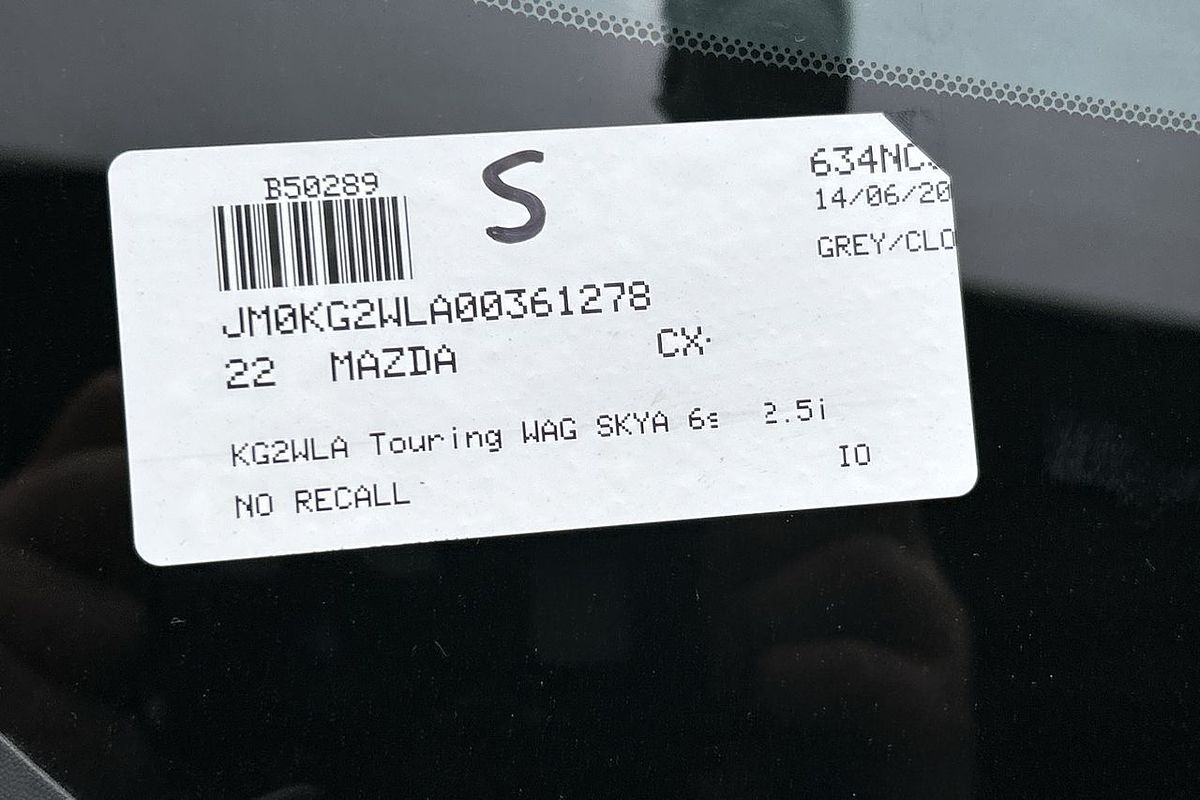 B50289
S
634NC
14/06/20
GREY/CLO
JM0KG2WLA00361278
22 MAZDA CX-
KG2WLA Touring WAG SKYA 6s 2.5i
IO
NO RECALL